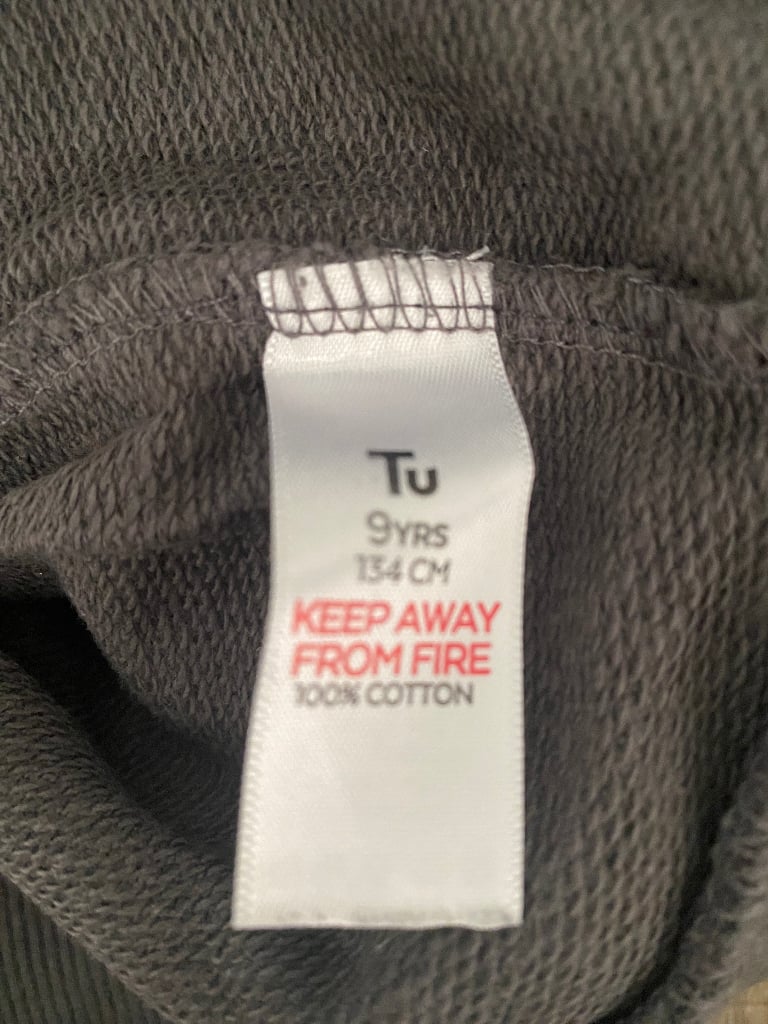 Tu
9YRS
134 CM
KEEP AWAY
FROM FIRE
100% COTTON